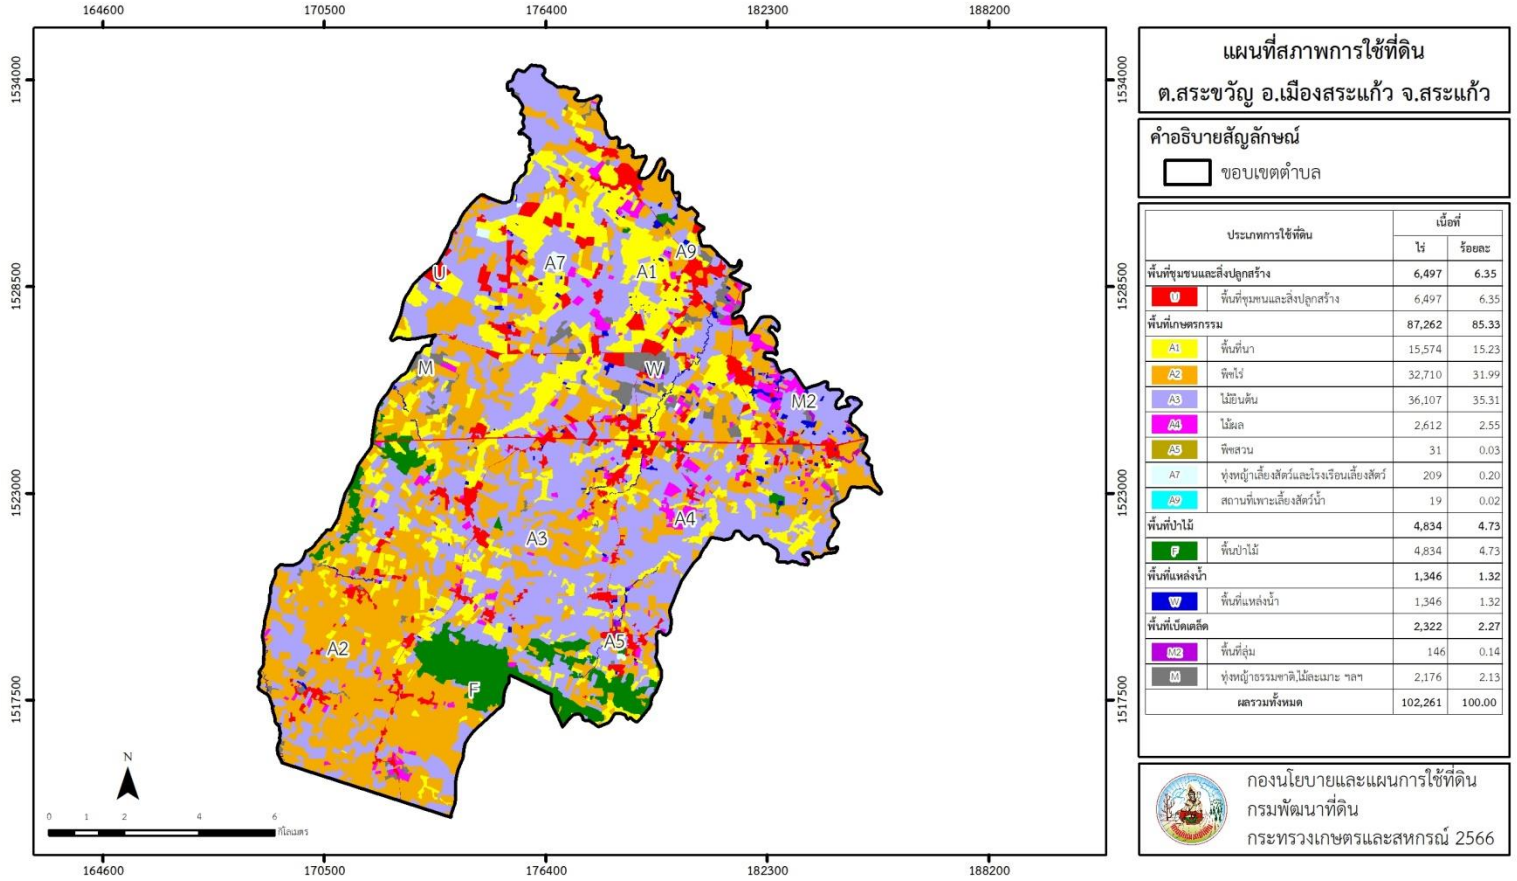 164600 170500 176400 182300 188200
1534000 1534000
1528500 1528500
1523000 1523000
1517500 1517500
A9
A7 A1
U
M W
M2
A4
A3
A5
A2
F
N
0 1 2 4 6
กิโลเมตร
164600 170500 176400 182300 188200
แผนที่สภาพการใช้ที่ดิน
ต.สระขวัญ อ.เมืองสระแก้ว จ.สระแก้ว
คำอธิบายสัญลักษณ์
ขอบเขตตำบล
ประเภทการใช้ที่ดิน เนื้อที่
ไร่ ร้อยละ
พื้นที่ชุมชนและสิ่งปลูกสร้าง 6,497 6.35
U พื้นที่ชุมชนและสิ่งปลูกสร้าง 6,497 6.35
พื้นที่เกษตรกรรม 87,262 85.33
A1 พื้นที่นา 15,574 15.23
A2 พืชไร่ 32,710 31.99
A3 ไม้ยืนต้น 36,107 35.31
A4 ไม้ผล 2,612 2.55
A5 พืชสวน 31 0.03
A7 ทุ่งหญ้าเลี้ยงสัตว์และโรงเรือนเลี้ยงสัตว์ 209 0.20
A9 สถานที่เพาะเลี้ยงสัตว์น้ำ 19 0.02
พื้นที่ป่าไม้ 4,834 4.73
F พื้นป่าไม้ 4,834 4.73
พื้นที่แหล่งน้ำ 1,346 1.32
W พื้นที่แหล่งน้ำ 1,346 1.32
พื้นที่เบ็ดเตล็ด 2,322 2.27
M2 พื้นที่ลุ่ม 146 0.14
M ทุ่งหญ้าธรรมชาติ,ไม้ละเมาะ ฯลฯ 2,176 2.13
ผลรวมทั้งหมด 102,261 100.00
กองนโยบายและแผนการใช้ที่ดิน
กรมพัฒนาที่ดิน
กระทรวงเกษตรและสหกรณ์ 2566